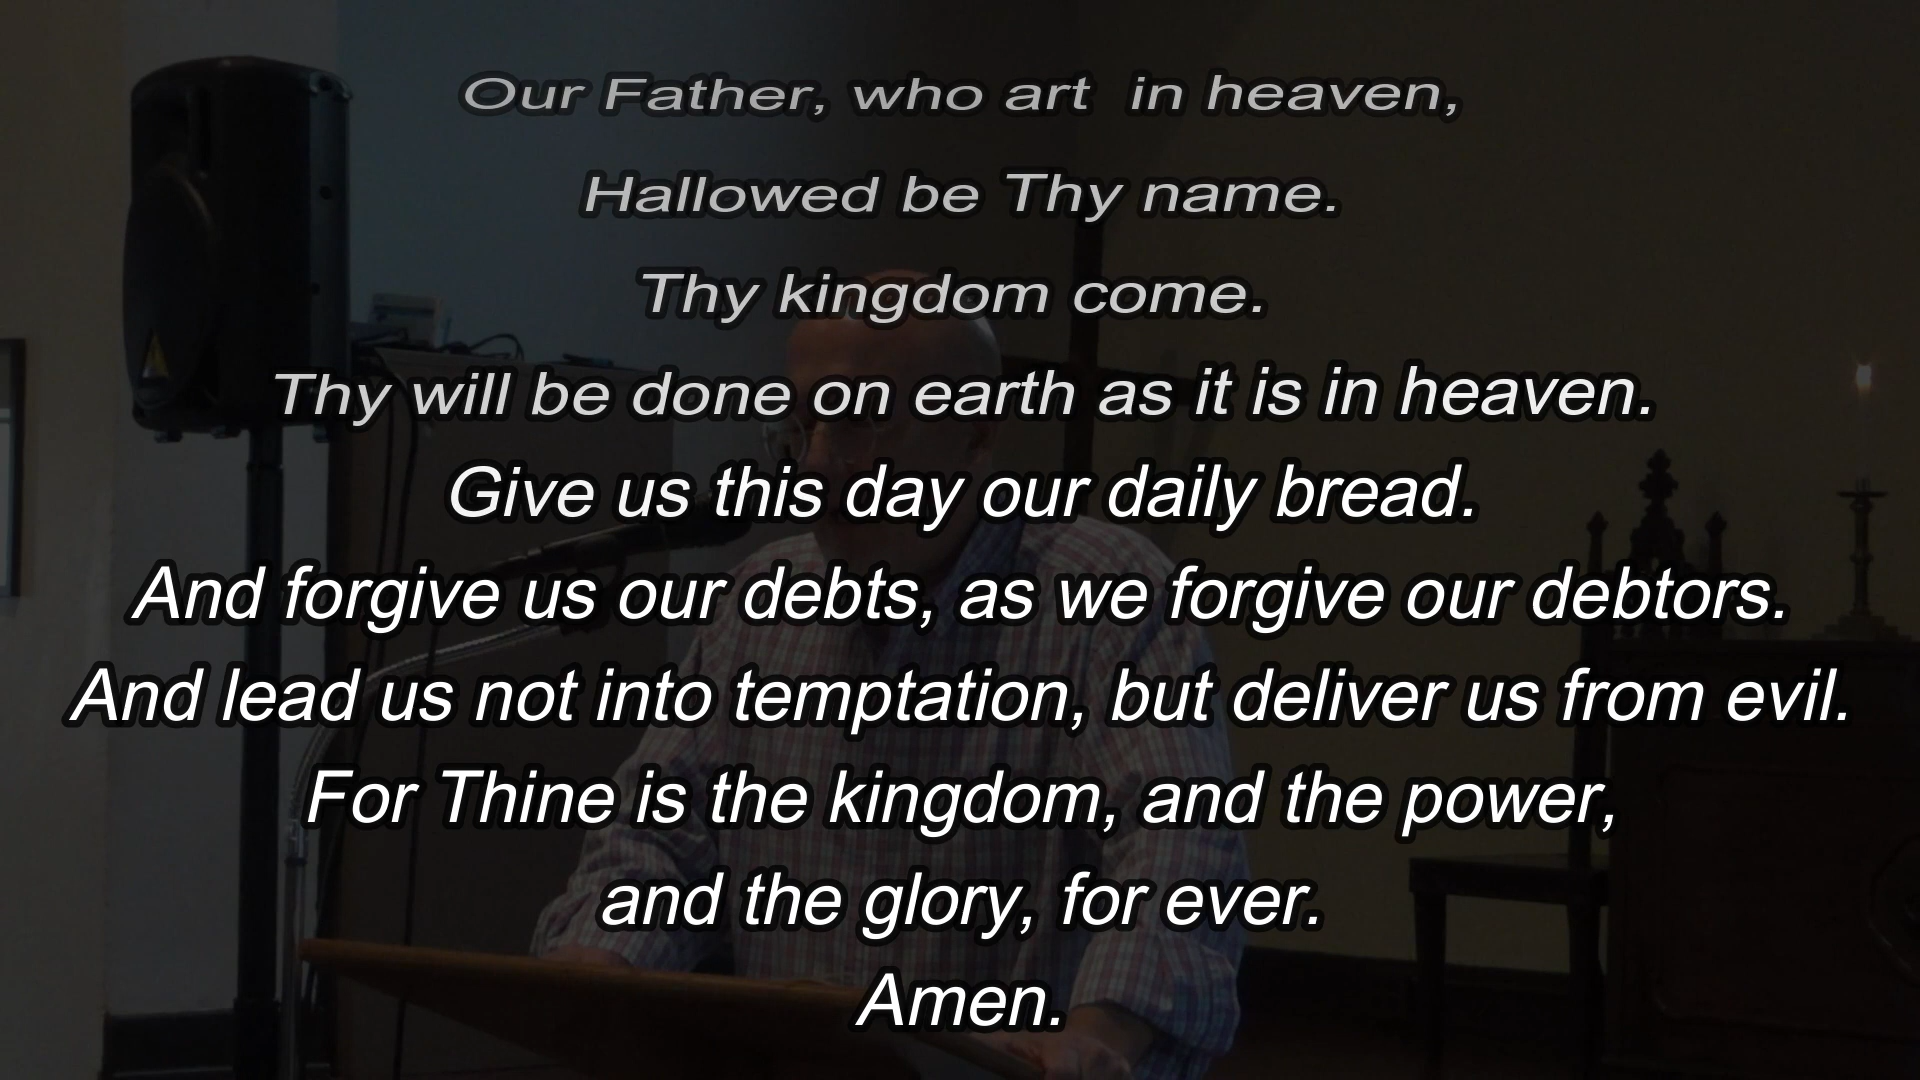 Our Father, who art in heaven,
Hallowed be Thy name.
Thy kingdom come.
Thy will be done on earth as it is in heaven.
Give us this day our daily bread.
And forgive us our debts, as we forgive our debtors.
And lead us not into temptation, but deliver us from evil.
For Thine is the kingdom, and the power,
and the glory, for ever.
Amen.